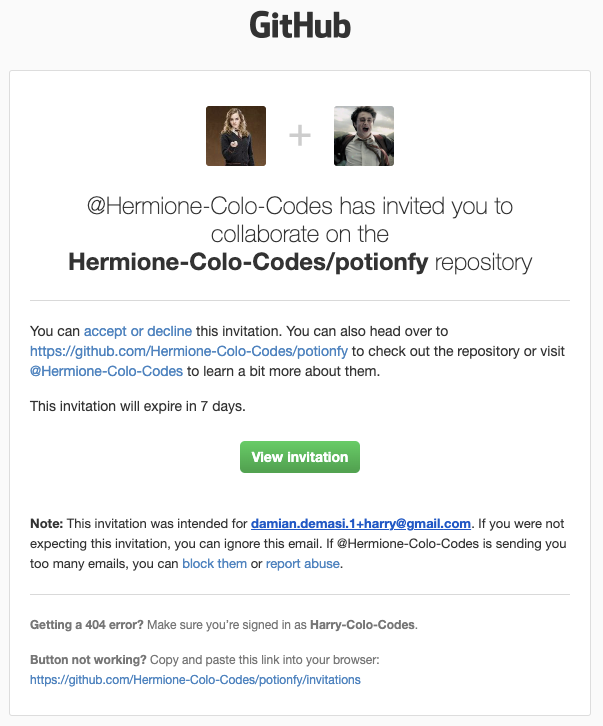 GitHub
+
@Hermione-Colo-Codes has invited you to
collaborate on the
Hermione-Colo-Codes/potionfy repository
You can accept or decline this invitation. You can also head over to
https://github.com/Hermione-Colo-Codes/potionfy to check out the repository or visit
@Hermione-Colo-Codes to learn a bit more about them.
This invitation will expire in 7 days.
View invitation
Note: This invitation was intended for damian.demasi.1+harry@gmail.com. If you were not
expecting this invitation, you can ignore this email. If @Hermione-Colo-Codes is sending you
too many emails, you can block them or report abuse.
Getting a 404 error? Make sure you’re signed in as Harry-Colo-Codes.
Button not working? Copy and paste this link into your browser:
https://github.com/Hermione-Colo-Codes/potionfy/invitations